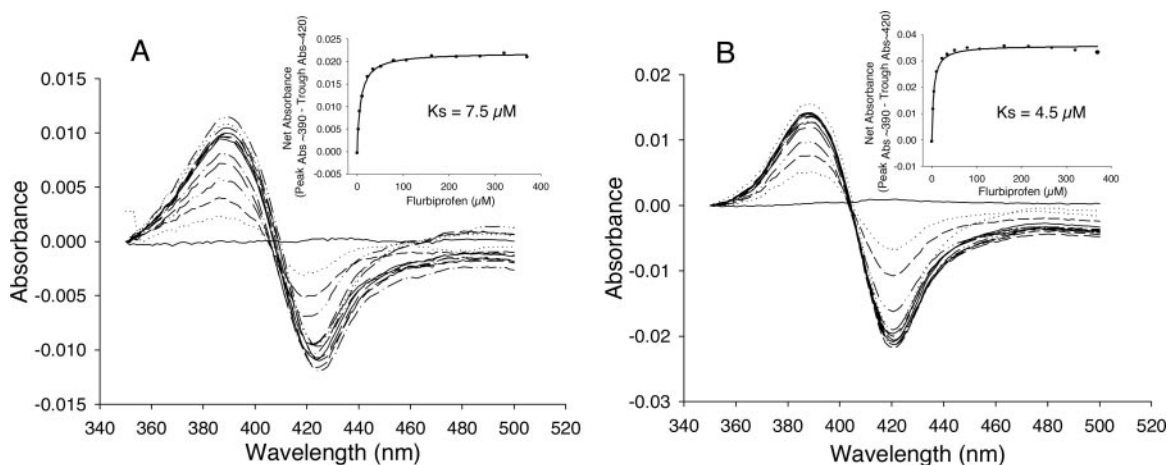 A
0.015
0.010
0.005
0.000
-0.005
-0.010
-0.015
Absorbance
340 360 380 400 420 440 460 480 500 520
Wavelength (nm)
Net Absorbance
(Peak Abs ~390 - Trough Abs~420)
0.025
0.020
0.015
0.010
0.005
0.000
-0.005
Ks = 7.5 µM
0 100 200 300 400
Flurbiprofen (µM)
B
0.02
0.01
0.00
-0.01
-0.02
-0.03
Absorbance
340 360 380 400 420 440 460 480 500 520
Wavelength (nm)
Net Absorbance
(Peak Abs ~390 - Trough Abs~420)
0.04
0.03
0.02
0.01
0.00
-0.01
Ks = 4.5 µM
0 100 200 300 400
Flurbiprofen (µM)